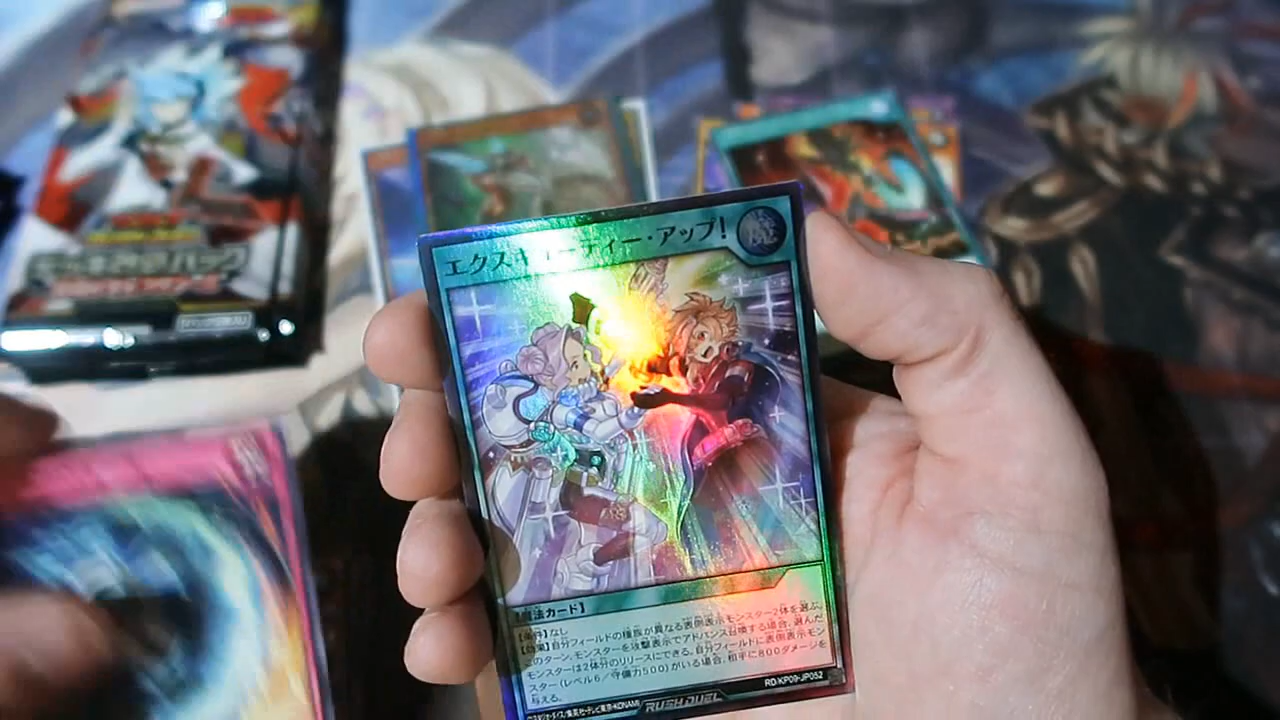 エクスキューティー・アップ!
魔
【魔法カード】
【条件】なし
【効果】自分フィールドの種族が異なる表側表示モンスター2体を選ぶ。
このターン、モンスターを攻撃表示でアドバンス召喚する場合、選んだ
モンスターは2体分のリリースにできる。自分フィールドに表側表示モン
スター(レベル6/守備力500)がいる場合、相手に800ダメージを
与える。
RD/KP09-JP052
RUSH DUEL